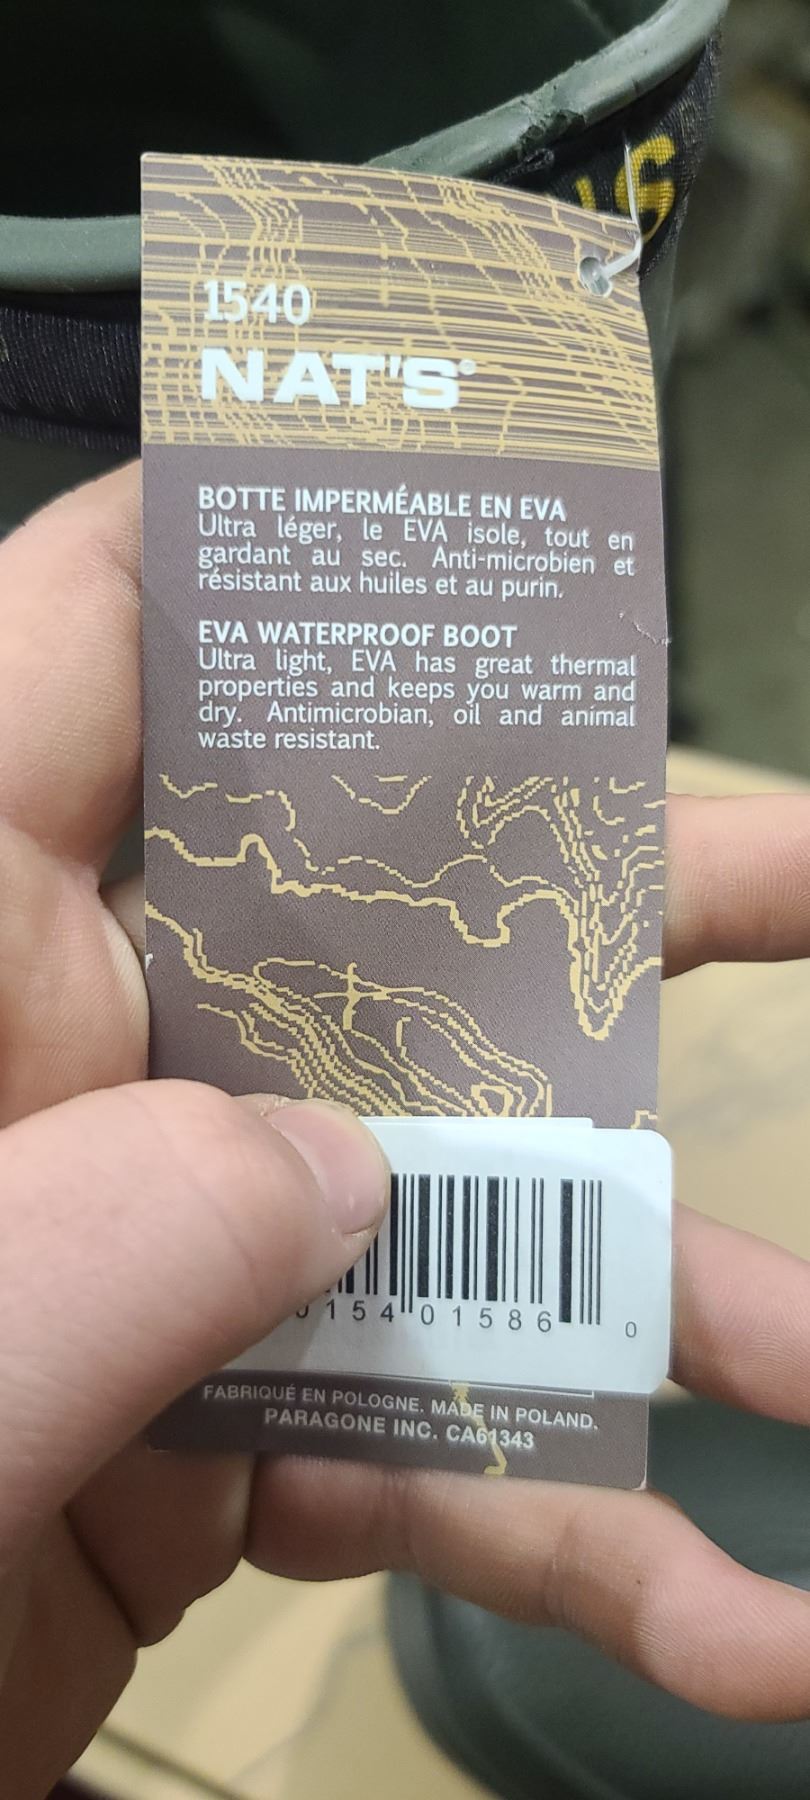 1540
NAT'S®
BOTTE IMPERMÉABLE EN EVA
Ultra léger, le EVA isole, tout en
gardant au sec. Anti-microbien et
résistant aux huiles et au purin.
EVA WATERPROOF BOOT
Ultra light, EVA has great thermal
properties and keeps you warm and
dry. Antimicrobian, oil and animal
waste resistant.
154 01586 0
FABRIQUÉ EN POLOGNE. MADE IN POLAND.
PARAGONE INC. CA61343